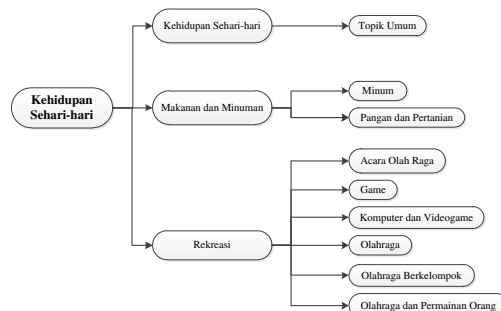 Kehidupan
Sehari-hari
Kehidupan Sehari-hari
Topik Umum
Makanan dan Minuman
Minum
Pangan dan Pertanian
Rekreasi
Acara Olah Raga
Game
Komputer dan Videogame
Olahraga
Olahraga Berkelompok
Olahraga dan Permainan Orang